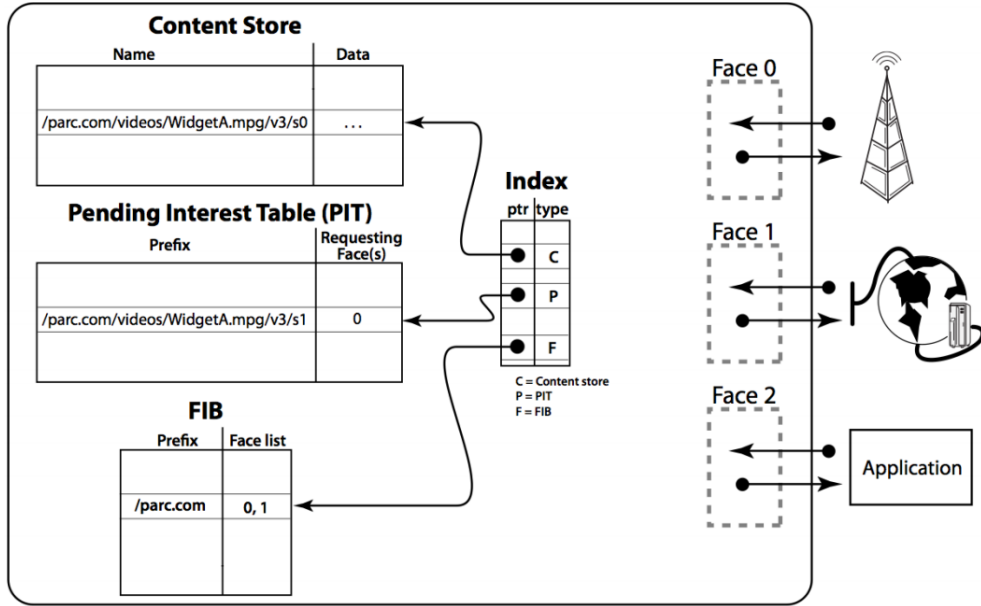 Content Store
Name Data
/parc.com/videos/WidgetA.mpg/v3/s0 ...
Pending Interest Table (PIT)
Prefix Requesting Face(s)
/parc.com/videos/WidgetA.mpg/v3/s1 0
FIB
Prefix Face list
/parc.com 0, 1
Index
ptr type
C
P
F
C = Content store
P = PIT
F = FIB
Face 0
Face 1
Face 2
Application